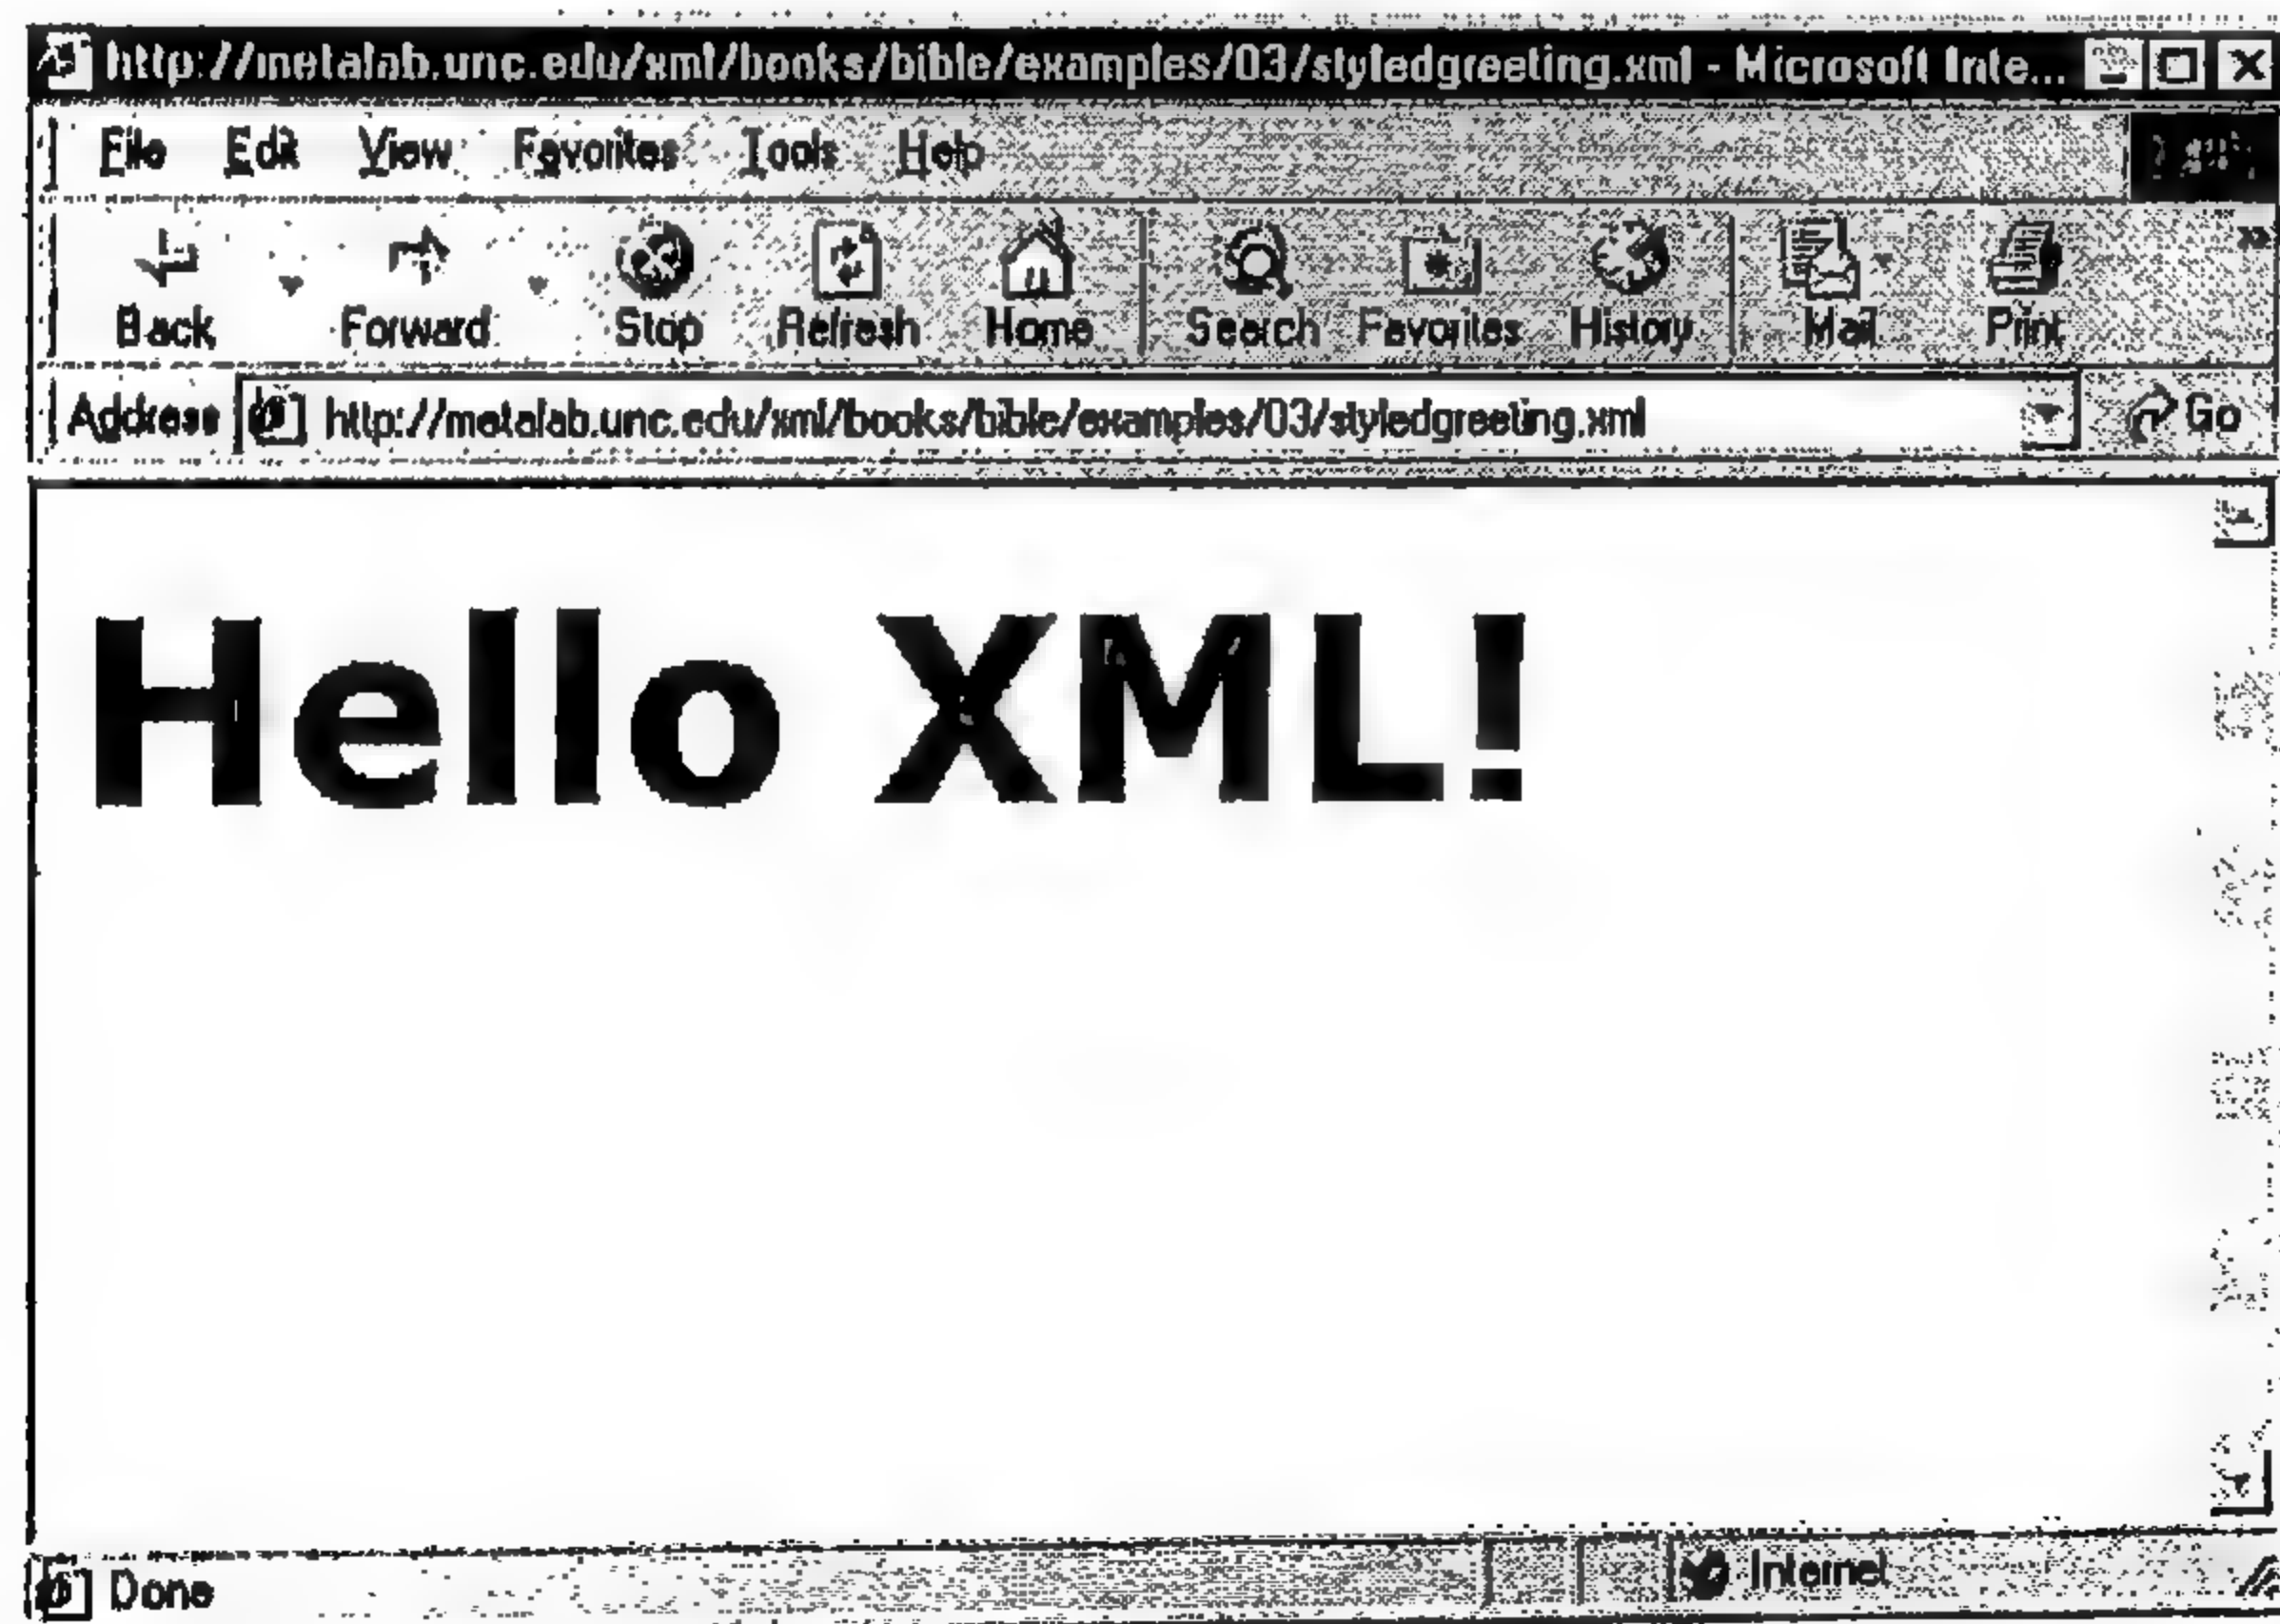 http://metalab.unc.edu/xml/books/bible/examples/03/styledgreeting.xml - Microsoft Inte...
File Edit View Favorites Tools Help
Back Forward Stop Refresh Home Search Favorites History Mail Print »
Address http://metalab.unc.edu/xml/books/bible/examples/03/styledgreeting.xml Go
Hello XML!
Done Internet